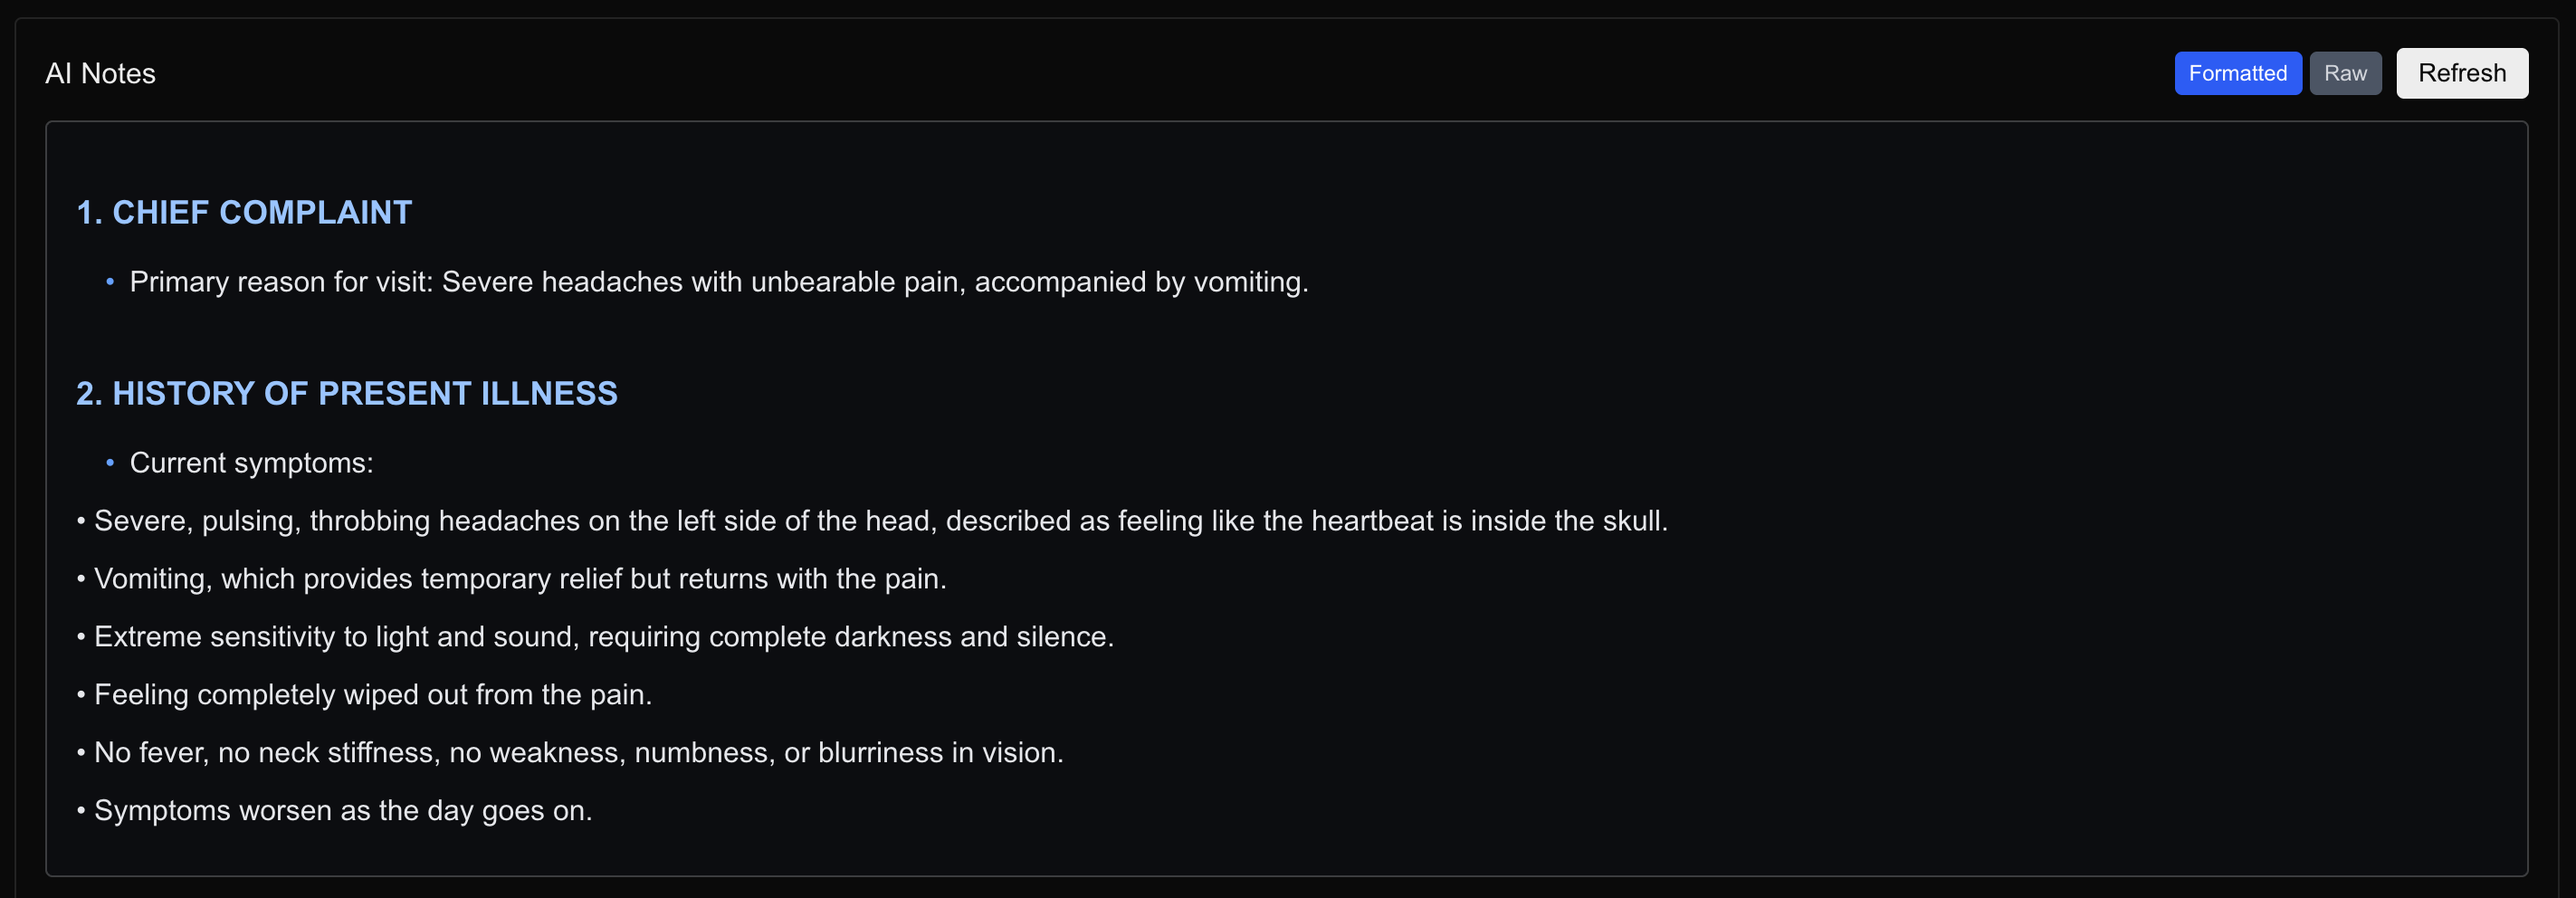 AI Notes
Formatted Raw Refresh
1. CHIEF COMPLAINT
• Primary reason for visit: Severe headaches with unbearable pain, accompanied by vomiting.
2. HISTORY OF PRESENT ILLNESS
• Current symptoms:
• Severe, pulsing, throbbing headaches on the left side of the head, described as feeling like the heartbeat is inside the skull.
• Vomiting, which provides temporary relief but returns with the pain.
• Extreme sensitivity to light and sound, requiring complete darkness and silence.
• Feeling completely wiped out from the pain.
• No fever, no neck stiffness, no weakness, numbness, or blurriness in vision.
• Symptoms worsen as the day goes on.